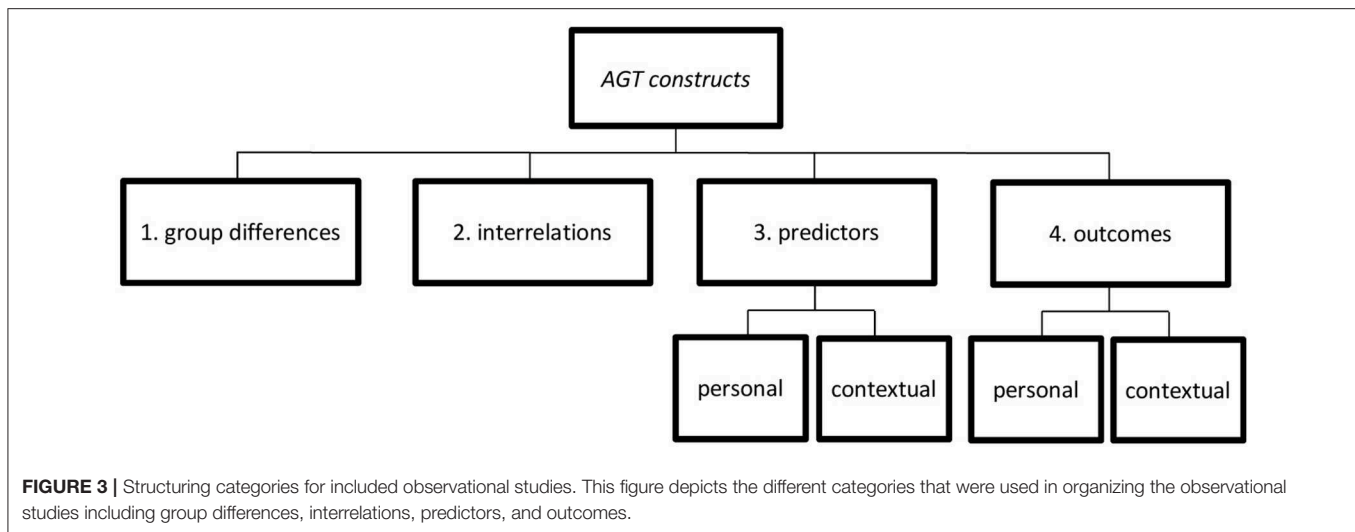 AGT constructs
1. group differences
2. interrelations
3. predictors
4. outcomes
personal
contextual
personal
contextual
FIGURE 3 | Structuring categories for included observational studies. This figure depicts the different categories that were used in organizing the observational
studies including group differences, interrelations, predictors, and outcomes.